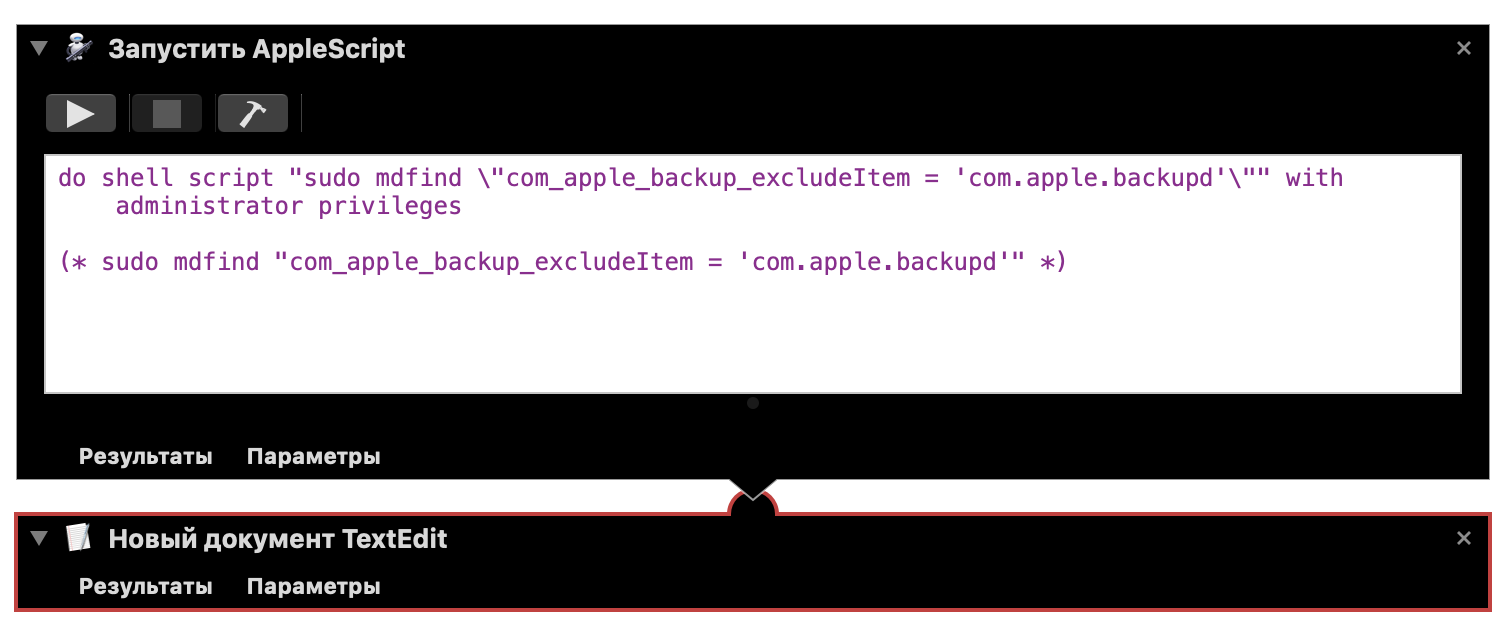 Запустить AppleScript
do shell script "sudo mdfind \"com_apple_backup_excludeItem = 'com.apple.backupd'\"" with
administrator privileges
(* sudo mdfind "com_apple_backup_excludeItem = 'com.apple.backupd'" *)
Результаты Параметры
Новый документ TextEdit
Результаты Параметры